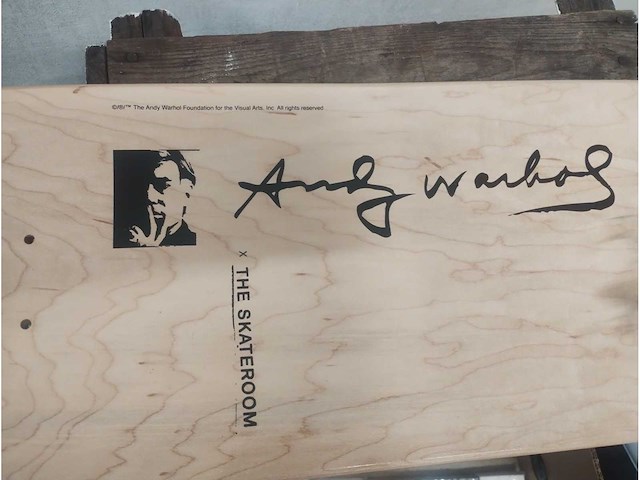 ©/®/™ The Andy Warhol Foundation for the Visual Arts, Inc. All rights reserved
Andy Warhol
x
THE SKATEROOM